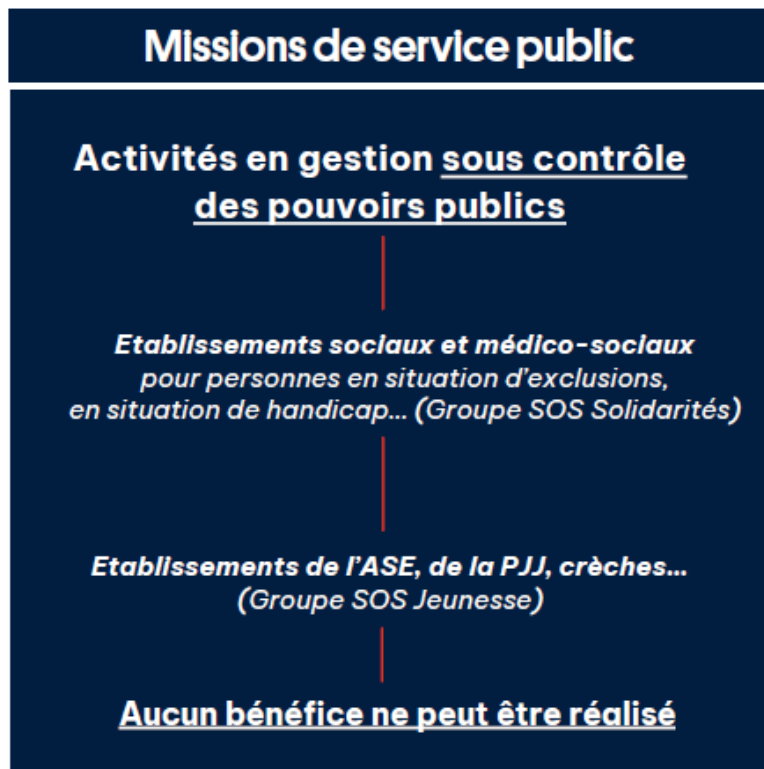 Missions de service public
Activités en gestion sous contrôle
des pouvoirs publics
Etablissements sociaux et médico-sociaux
pour personnes en situation d'exclusions,
en situation de handicap... (Groupe SOS Solidarités)
Etablissements de l'ASE, de la PJJ, crèches...
(Groupe SOS Jeunesse)
Aucun bénéfice ne peut être réalisé